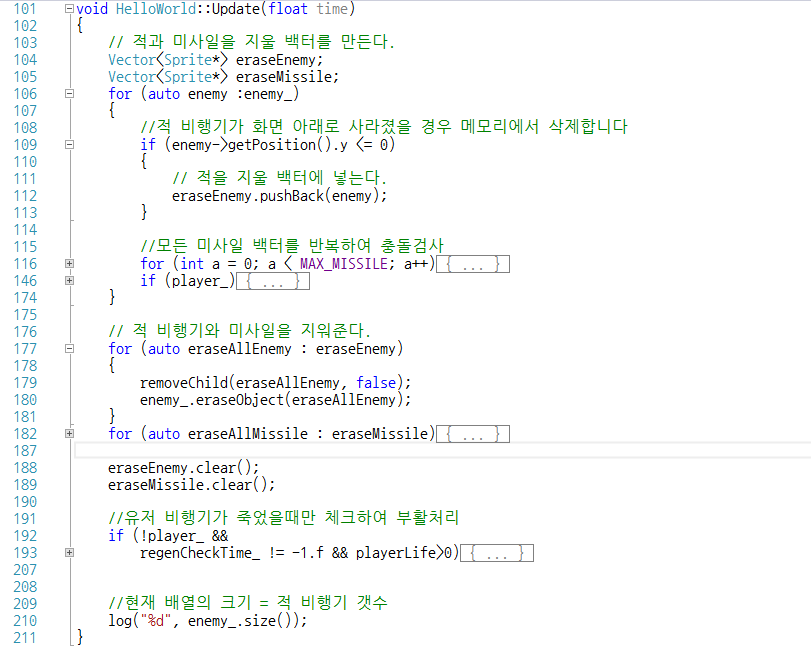 101 void HelloWorld::Update(float time)
102 {
103 // 적과 미사일을 지울 백터를 만든다.
104 Vector<Sprite*> eraseEnemy;
105 Vector<Sprite*> eraseMissile;
106 for (auto enemy :enemy_)
107 {
108 //적 비행기가 화면 아래로 사라졌을 경우 메모리에서 삭제합니다
109 if (enemy->getPosition().y <= 0)
110 {
111 // 적을 지울 백터에 넣는다.
112 eraseEnemy.pushBack(enemy);
113 }
114
115 //모든 미사일 백터를 반복하여 충돌검사
116 for (int a = 0; a < MAX_MISSILE; a++){ ... }
146 if (player_){ ... }
174 }
175
176 // 적 비행기와 미사일을 지워준다.
177 for (auto eraseAllEnemy : eraseEnemy)
178 {
179 removeChild(eraseAllEnemy, false);
180 enemy_.eraseObject(eraseAllEnemy);
181 }
182 for (auto eraseAllMissile : eraseMissile){ ... }
187
188 eraseEnemy.clear();
189 eraseMissile.clear();
190
191 //유저 비행기가 죽었을때만 체크하여 부활처리
192 if (!player_ &&
193 regenCheckTime_ != -1.f && playerLife>0){ ... }
207
208
209 //현재 배열의 크기 = 적 비행기 갯수
210 log("%d", enemy_.size());
211 }